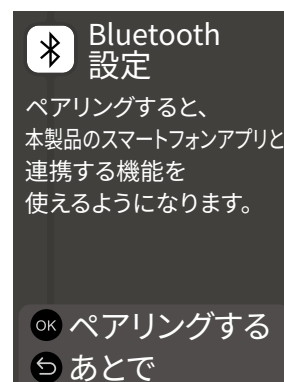 Bluetooth
設定
ペアリングすると、
本製品のスマートフォンアプリと
連携する機能を
使えるようになります。
OK ペアリングする
あとで